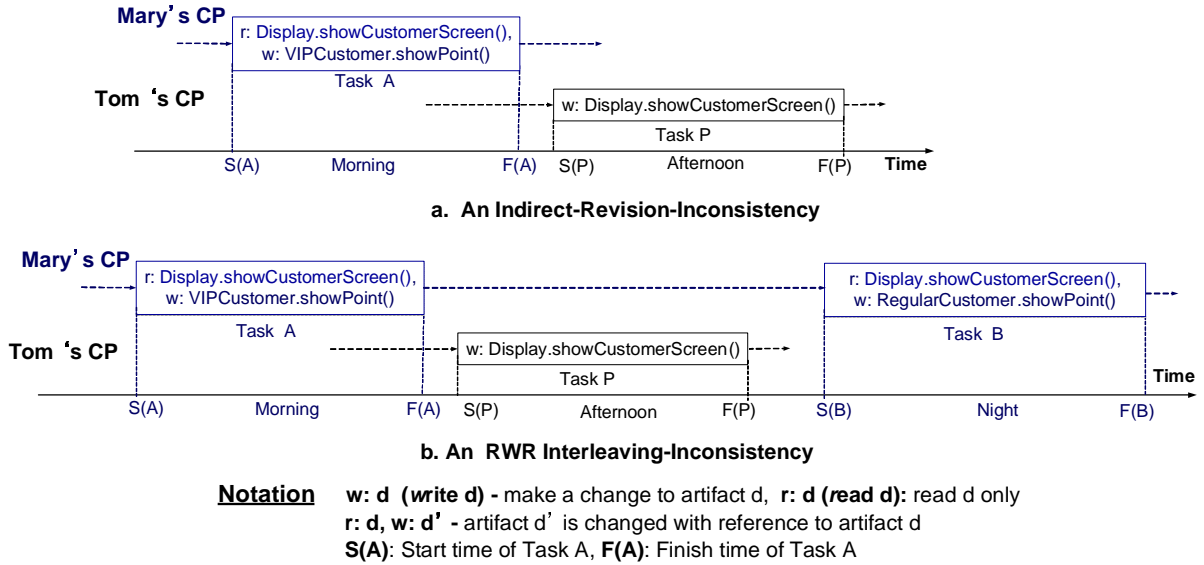 Mary's CP
r: Display.showCustomerScreen(),
w: VIPCustomer.showPoint()
Task A
Tom 's CP
w: Display.showCustomerScreen()
Task P
S(A) Morning F(A) S(P) Afternoon F(P) Time
a. An Indirect-Revision-Inconsistency
Mary's CP
r: Display.showCustomerScreen(),
w: VIPCustomer.showPoint()
r: Display.showCustomerScreen(),
w: RegularCustomer.showPoint()
Task A
Task B
Tom 's CP
w: Display.showCustomerScreen()
Task P
Time
S(A) Morning F(A) S(P) Afternoon F(P) S(B) Night F(B)
b. An RWR Interleaving-Inconsistency
Notation w: d (write d) - make a change to artifact d, r: d (read d): read d only
r: d, w: d' - artifact d' is changed with reference to artifact d
S(A): Start time of Task A, F(A): Finish time of Task A